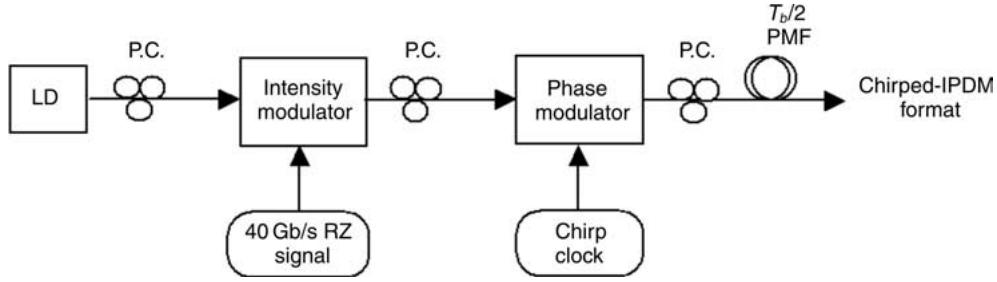 T_b/2
PMF
P.C.
P.C.
P.C.
LD
Intensity
modulator
Phase
modulator
Chirped-IPDM
format
40 Gb/s RZ
signal
Chirp
clock